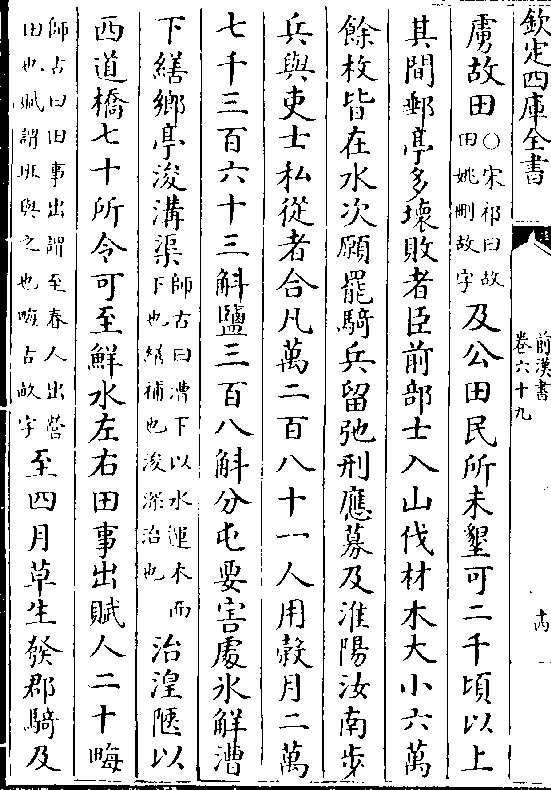 欽定四庫全書
前漢書
卷六十九
虜故田○宋祁曰故田姚刪故字及公田民所未墾可二千頃以上
其間郵亭多壞敗者臣前部士入山伐材木大小六萬
餘枚皆在水次願罷騎兵留弛刑應募及淮陽汝南步
兵與吏士私從者合凡萬二百八十一人用榖月二萬
七千三百六十三斛鹽三百八斛分屯要害處氷解漕
下繕鄉亭浚溝渠師古曰漕下以水運木而下也繕補也浚深治也治湟陿以
西道橋七十所令可至鮮水左右田事出賦人二十畮
師古曰田事出謂至春人出營田也賦謂班與之也畮古畝字至四月草生發郡騎及